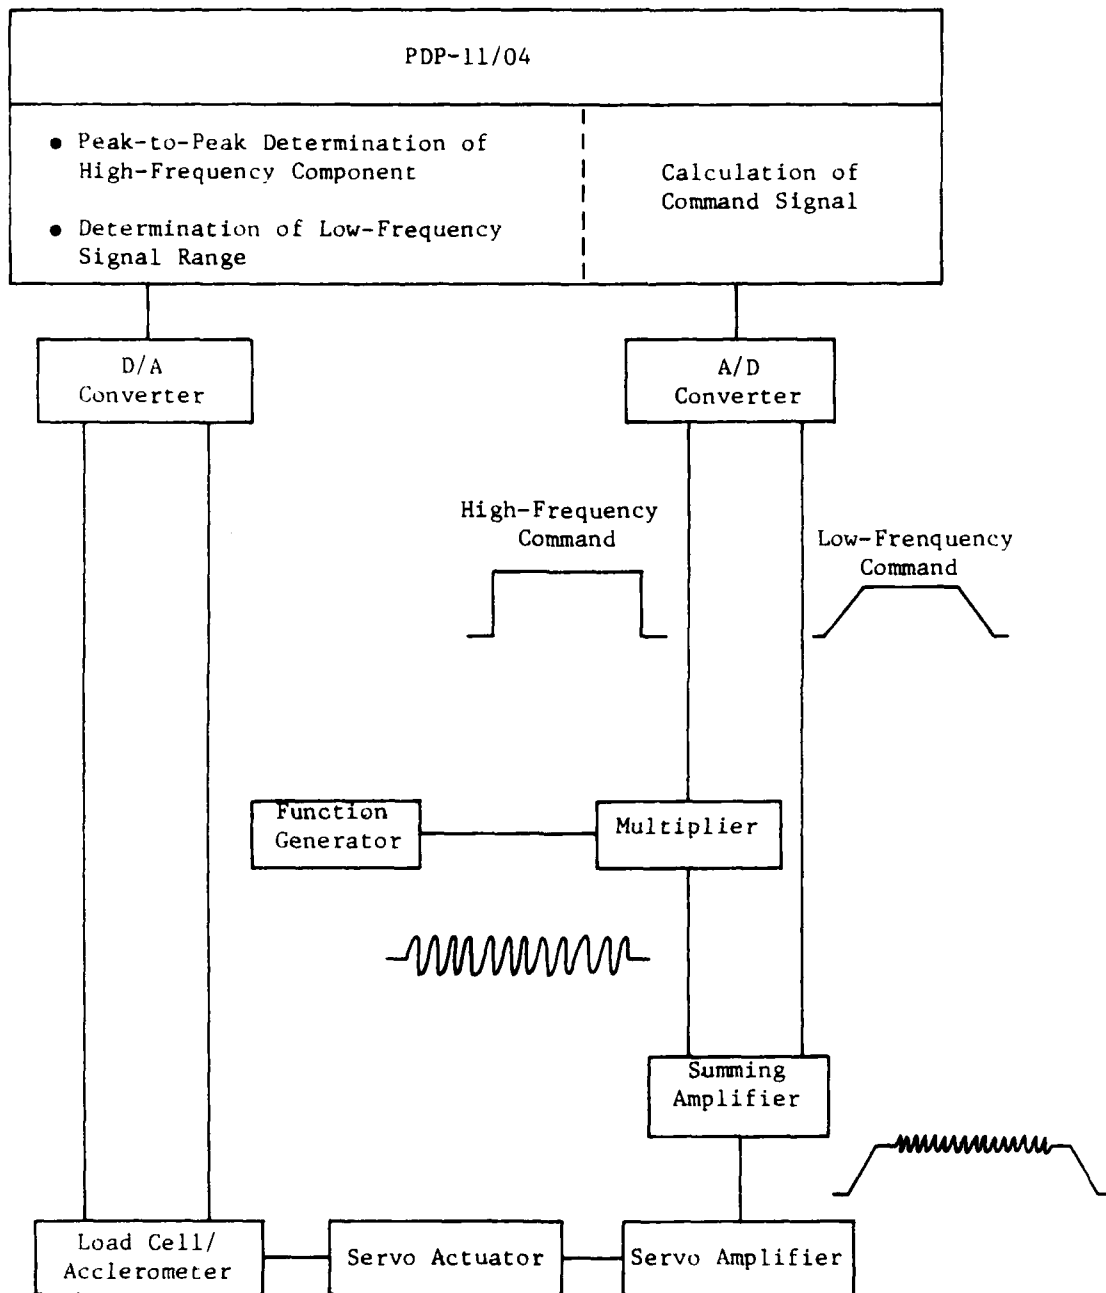 PDP-11/04
● Peak-to-Peak Determination of
High-Frequency Component
● Determination of Low-Frequency
Signal Range
Calculation of
Command Signal
D/A
Converter
A/D
Converter
High-Frequency
Command
Low-Frenquency
Command
Function
Generator
Multiplier
Summing
Amplifier
Load Cell/
Acclerometer
Servo Actuator
Servo Amplifier